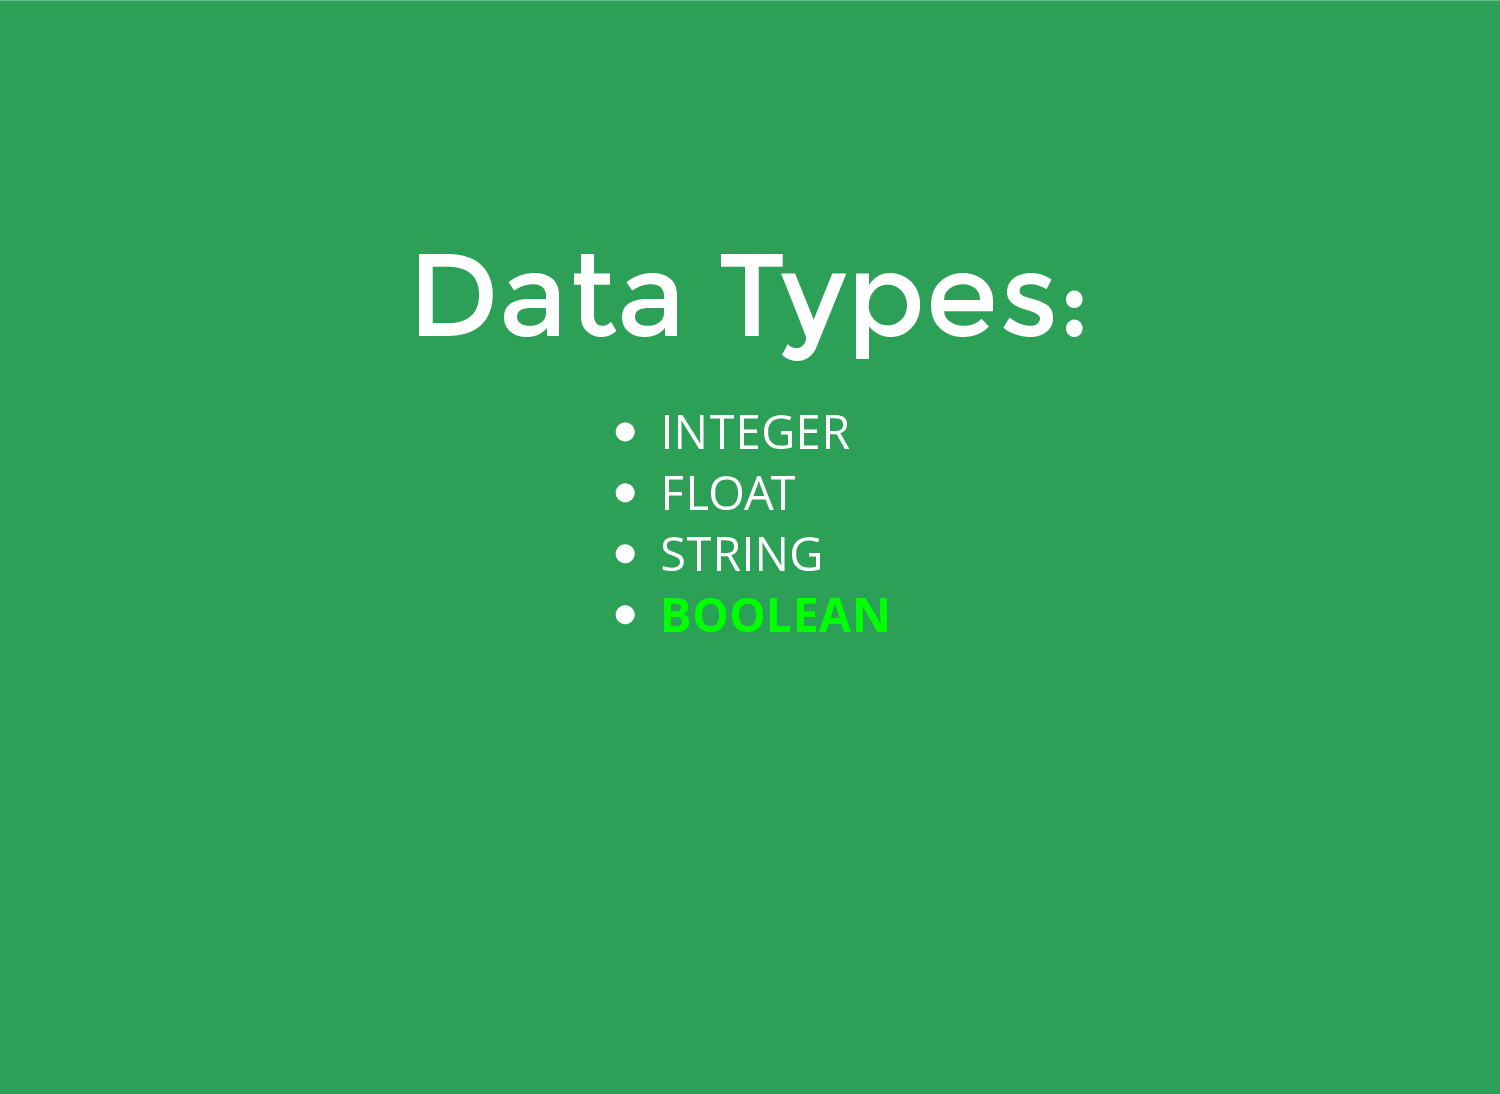 Data Types:
• INTEGER
• FLOAT
• STRING
• BOOLEAN